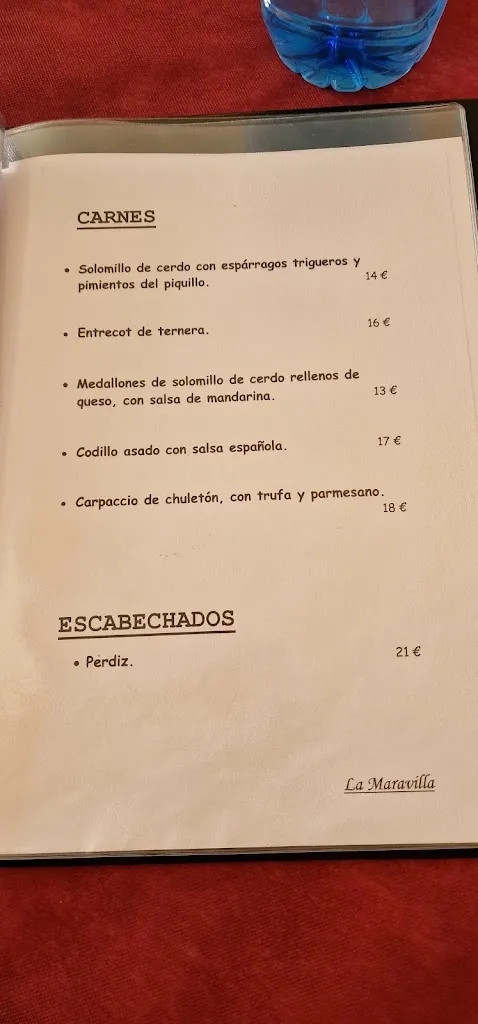 CARNES
• Solomillo de cerdo con espárragos trigueros y
pimientos del piquillo. 14 €
• Entrecot de ternera. 16 €
• Medallones de solomillo de cerdo rellenos de
queso, con salsa de mandarina. 13 €
• Codillo asado con salsa española. 17 €
• Carpaccio de chuletón, con trufa y parmesano.
18 €
ESCABECHADOS
• Perdiz. 21 €
La Maravilla